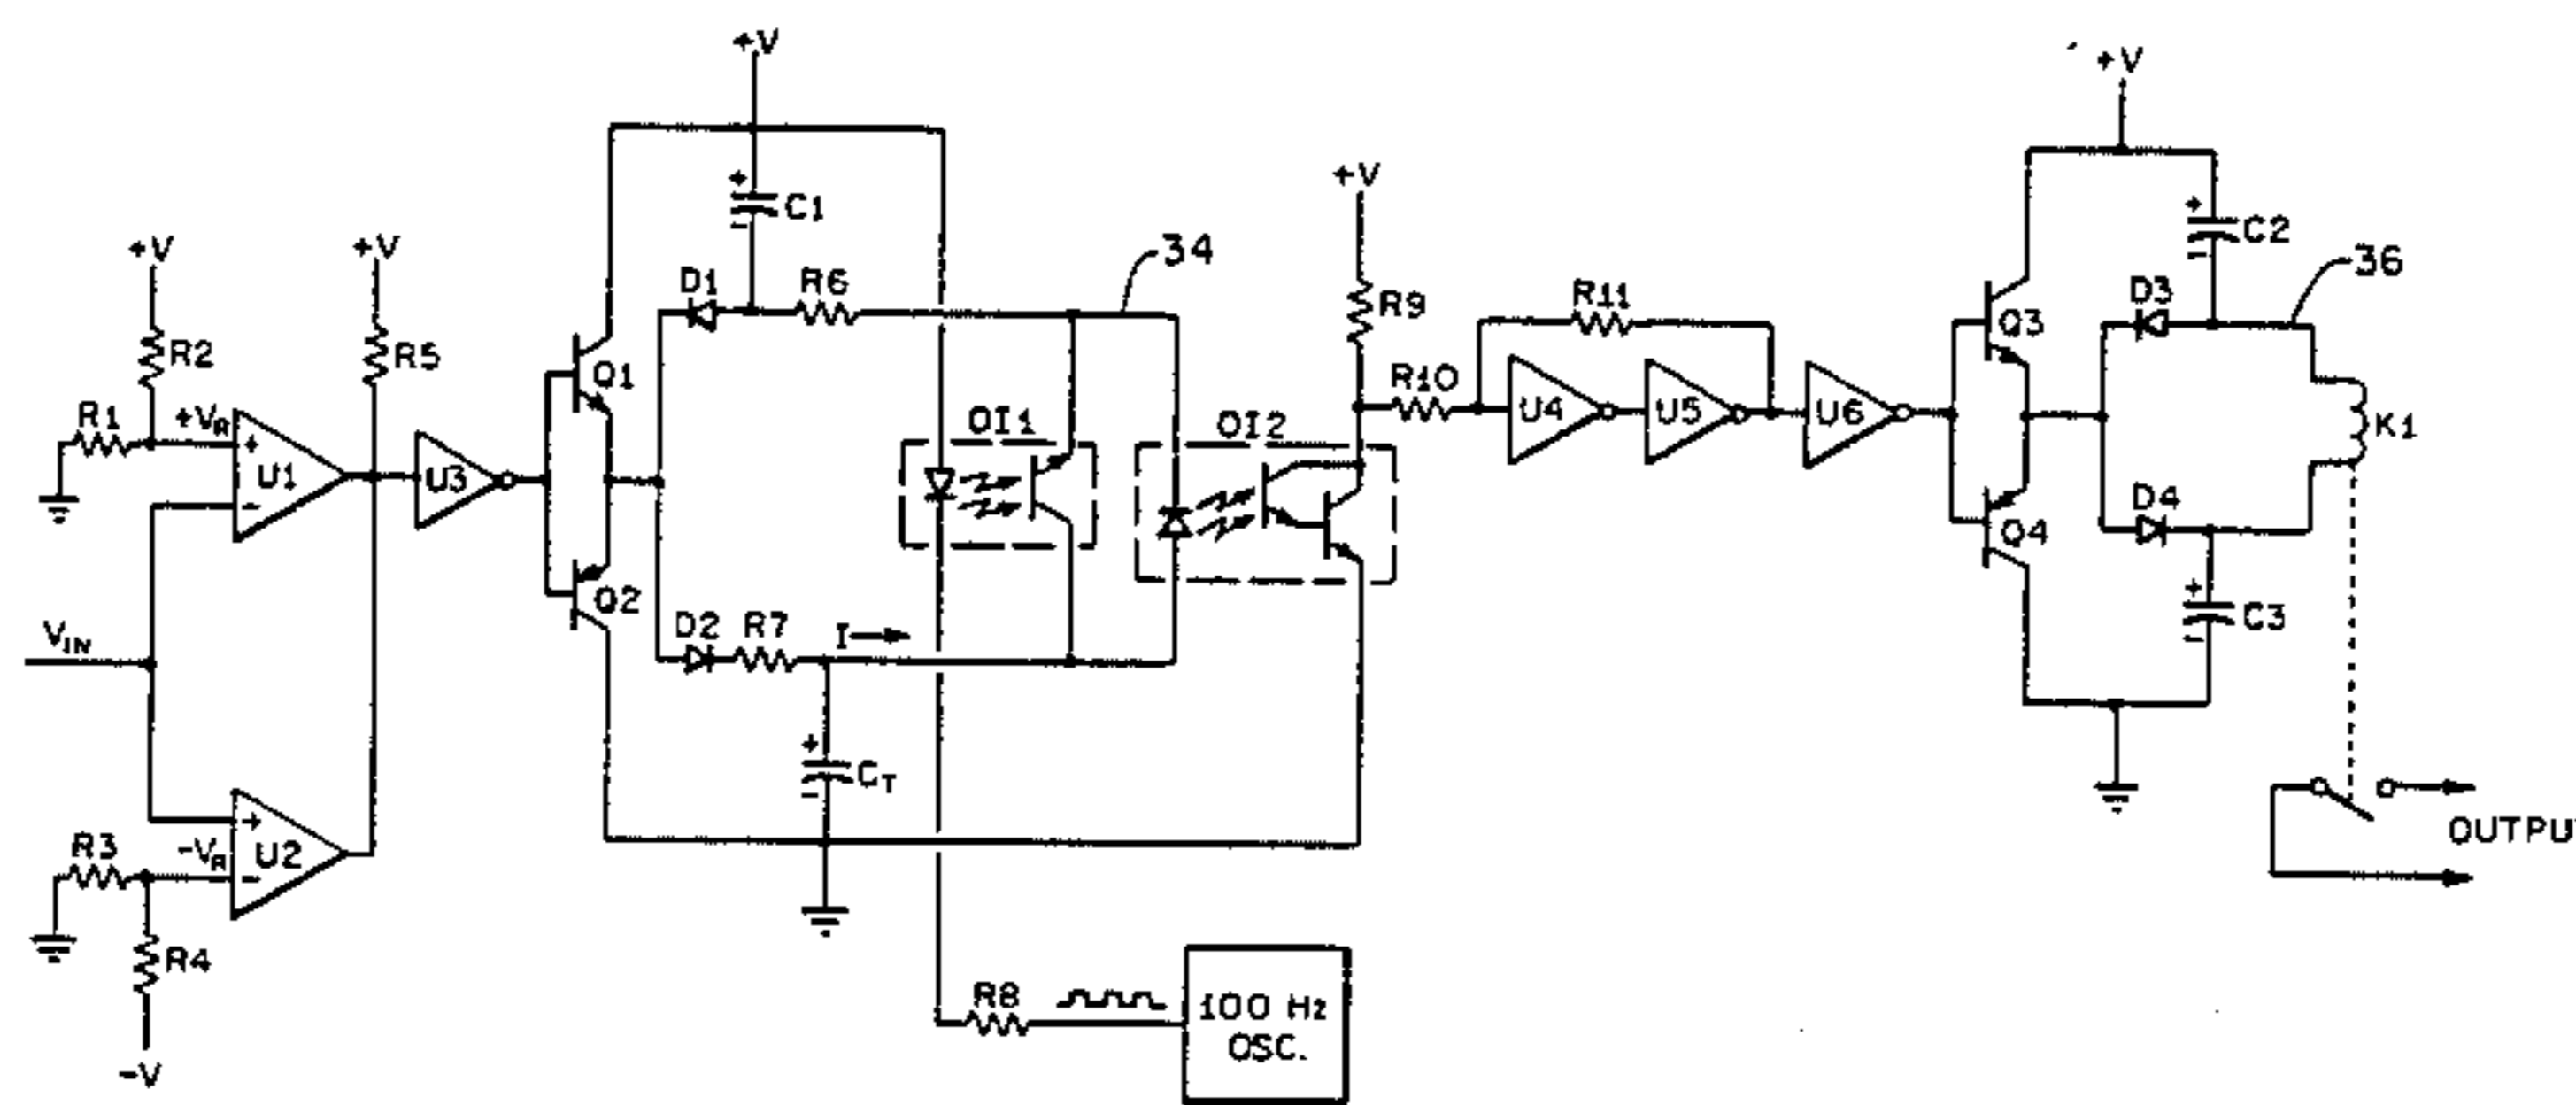 +V
+V
C1
+
-
+V
+V
+V
+
C2
-
34
36
D1
R6
D3
R2
R5
R9
R11
Q1
Q3
R1
+VR
+
U1
-
U3
OI1
OI2
R10
U4
U5
U6
K1
D4
Q4
Q2
VIN
D2
R7
I
+
C3
-
+
CT
-
+
U2
-
R3
-VR
R4
-V
R8
100 Hz
OSC.
OUTPU